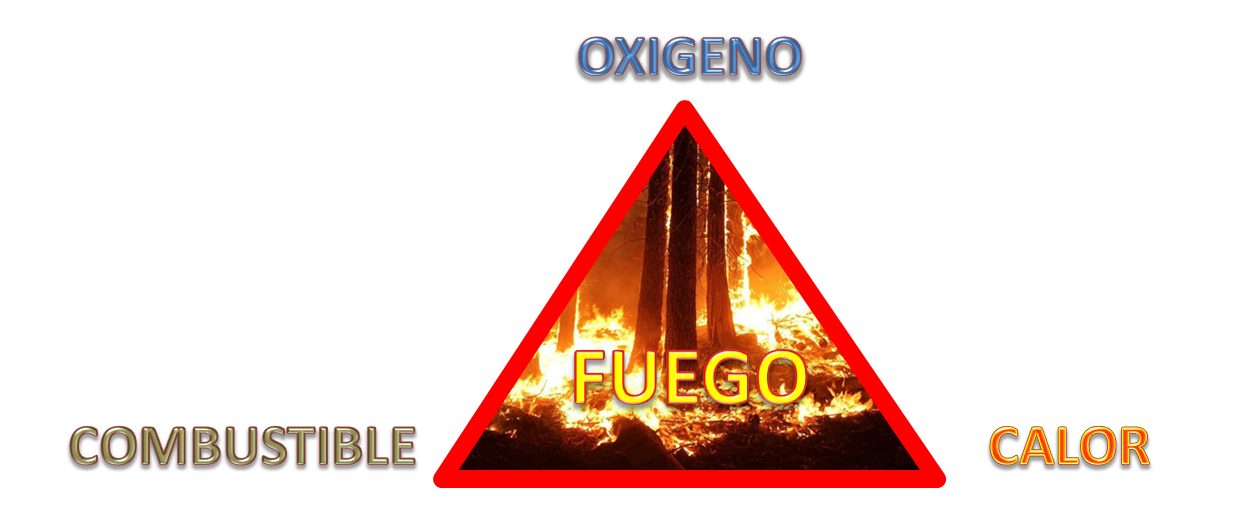 OXIGENO
FUEGO
COMBUSTIBLE
CALOR